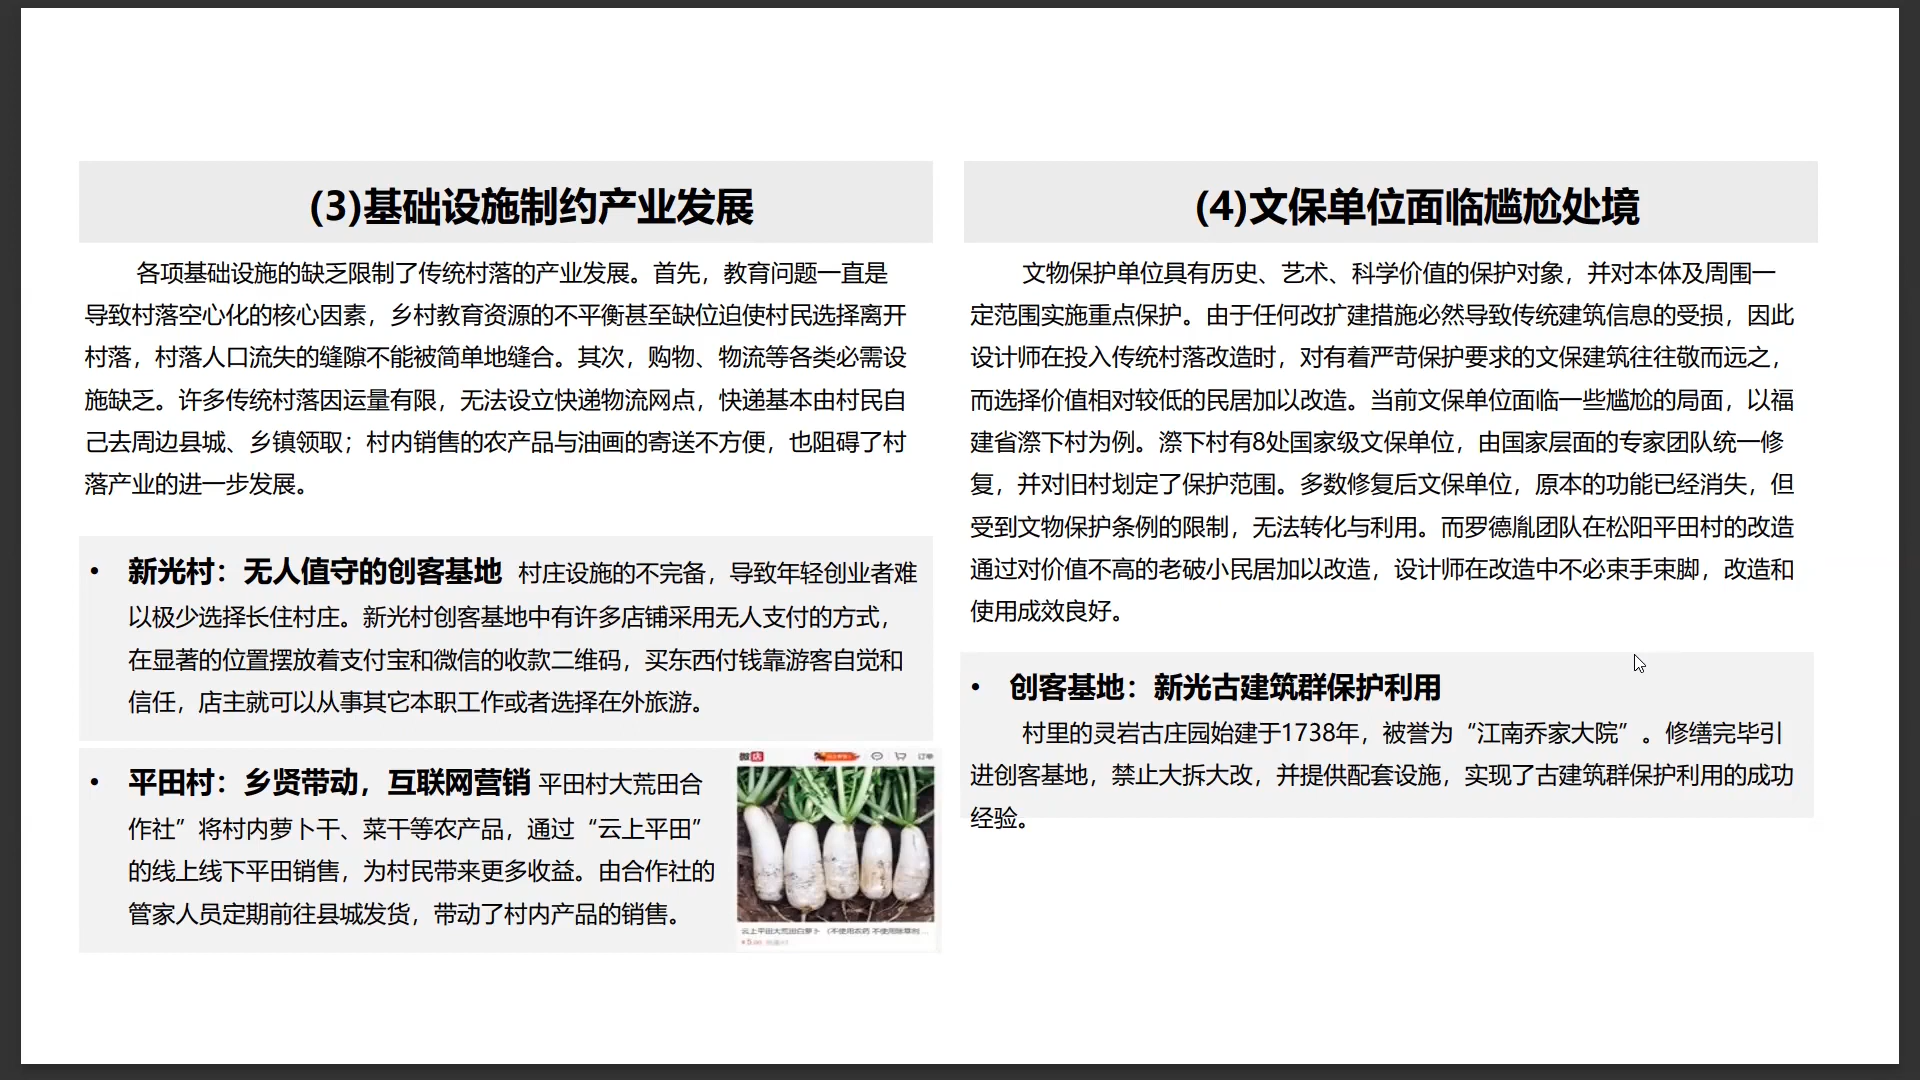 (3)基础设施制约产业发展
各项基础设施的缺乏限制了传统村落的产业发展。首先，教育问题一直是
导致村落空心化的核心因素，乡村教育资源的不平衡甚至缺位迫使村民选择离开
村落，村落人口流失的缝隙不能被简单地缝合。其次，购物、物流等各类必需设
施缺乏。许多传统村落因运量有限，无法设立快递物流网点，快递基本由村民自
己去周边县城、乡镇领取；村内销售的农产品与油画的寄送不方便，也阻碍了村
落产业的进一步发展。
• 新光村：无人值守的创客基地 村庄设施的不完备，导致年轻创业者难
以极少选择长住村庄。新光村创客基地中有许多店铺采用无人支付的方式，
在显著的位置摆放着支付宝和微信的收款二维码，买东西付钱靠游客自觉和
信任，店主就可以从事其它本职工作或者选择在外旅游。
• 平田村：乡贤带动，互联网营销 平田村大荒田合
作社”将村内萝卜干、菜干等农产品，通过“云上平田”
的线上线下平田销售，为村民带来更多收益。由合作社的
管家人员定期前往县城发货，带动了村内产品的销售。
订单
云上平田大荒田白萝卜（不使用农药 不使用除草剂 ...
(4)文保单位面临尴尬处境
文物保护单位具有历史、艺术、科学价值的保护对象，并对本体及周围一
定范围实施重点保护。由于任何改扩建措施必然导致传统建筑信息的受损，因此
设计师在投入传统村落改造时，对有着严苛保护要求的文保建筑往往敬而远之，
而选择价值相对较低的民居加以改造。当前文保单位面临一些尴尬的局面，以福
建省漈下村为例。漈下村有8处国家级文保单位，由国家层面的专家团队统一修
复，并对旧村划定了保护范围。多数修复后文保单位，原本的功能已经消失，但
受到文物保护条例的限制，无法转化与利用。而罗德胤团队在松阳平田村的改造
通过对价值不高的老破小民居加以改造，设计师在改造中不必束手束脚，改造和
使用成效良好。
• 创客基地：新光古建筑群保护利用
村里的灵岩古庄园始建于1738年，被誉为“江南乔家大院”。修缮完毕引
进创客基地，禁止大拆大改，并提供配套设施，实现了古建筑群保护利用的成功
经验。